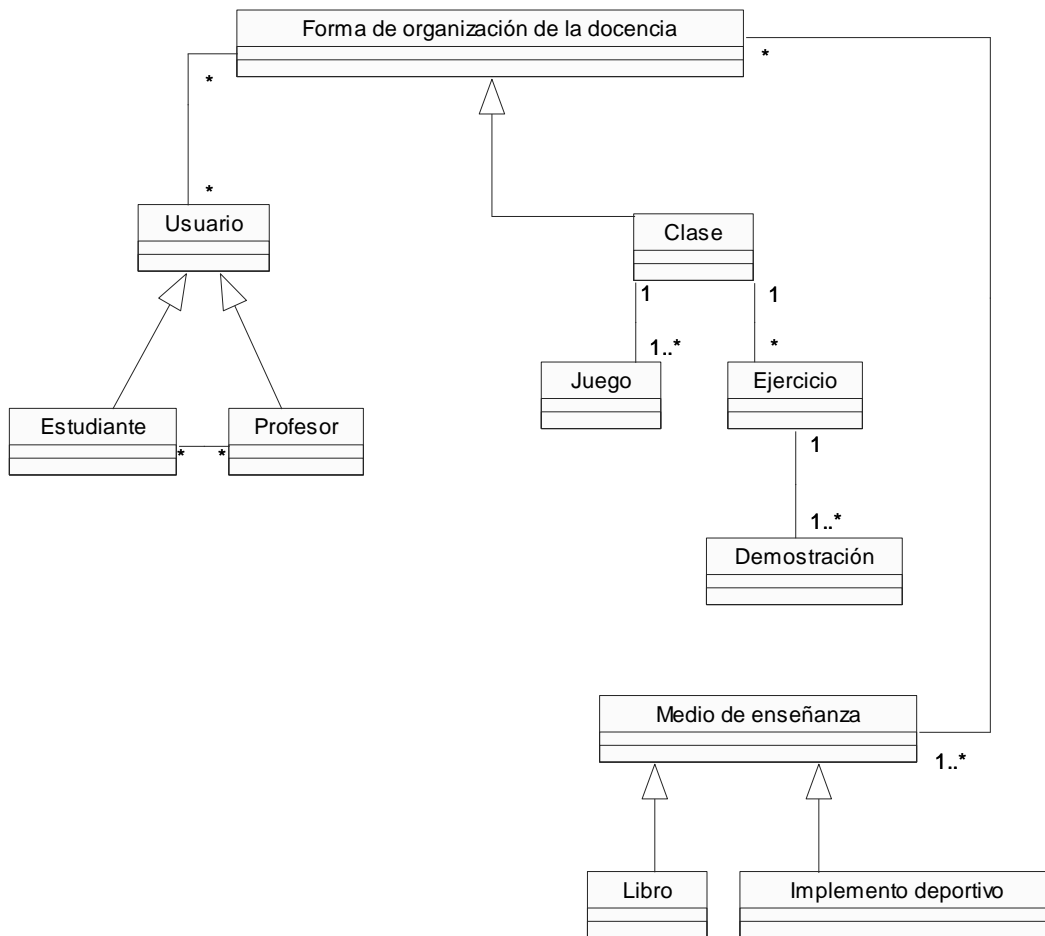 Forma de organización de la docencia
*
*
*
Usuario
Clase
1
1
1..*
*
Juego
Ejercicio
Estudiante
Profesor
*
*
1
1..*
Demostración
Medio de enseñanza
1..*
Libro
Implemento deportivo